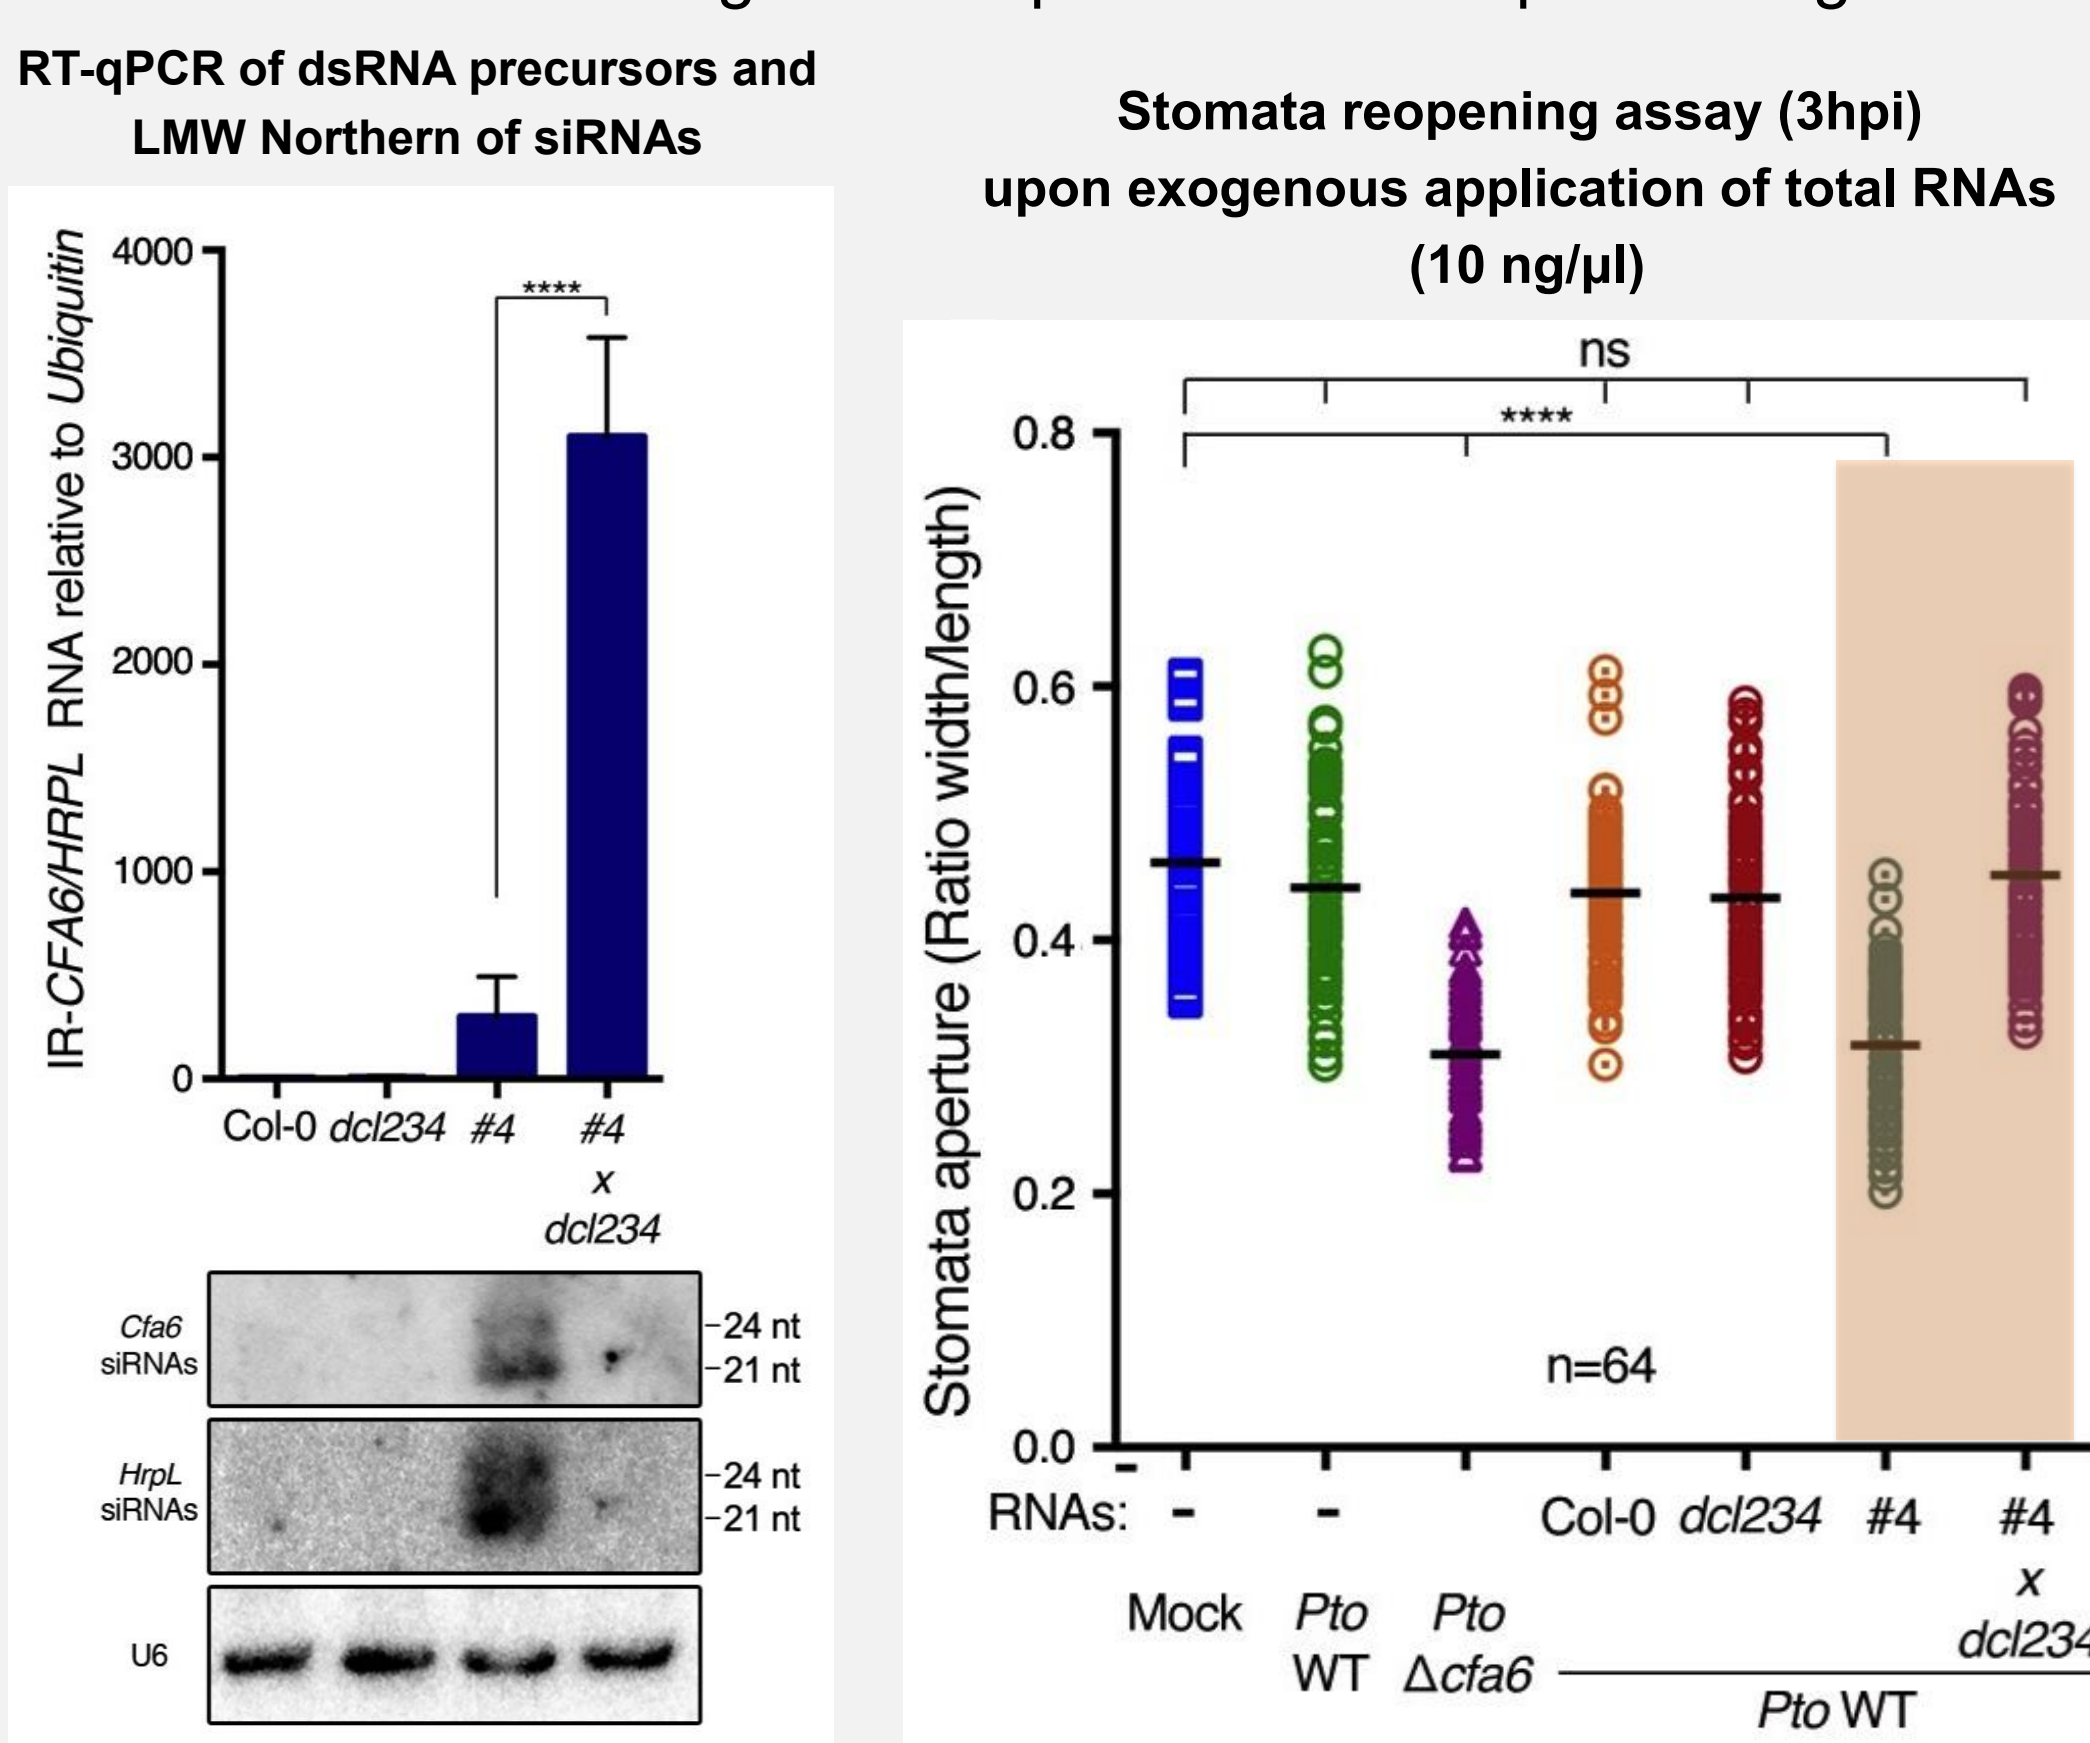 RT-qPCR of dsRNA precursors and
LMW Northern of siRNAs
IR-CFA6/HRPL RNA relative to Ubiquitin
4000
3000
2000
1000
0
****
Col-0 dcl234 #4 #4
x
dcl234
Cfa6
siRNAs
-24 nt
-21 nt
HrpL
siRNAs
-24 nt
-21 nt
U6
Stomata reopening assay (3hpi)
upon exogenous application of total RNAs
(10 ng/µl)
ns
****
Stomata aperture (Ratio width/length)
0.8
0.6
0.4
0.2
0.0
n=64
-
RNAs: - - Col-0 dcl234 #4 #4
x
dcl234
Mock Pto Pto
WT Δcfa6
Pto WT